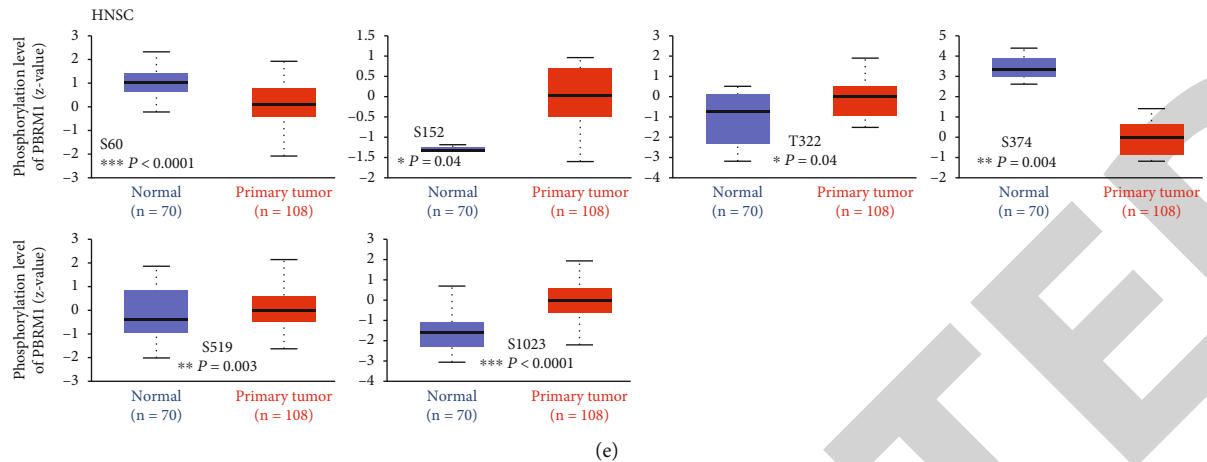 HNSC
Phosphorylation level
of PBRM1 (z-value)
3
2
1
0
−1
−2
−3
S60
*** P < 0.0001
Normal
(n = 70)
Primary tumor
(n = 108)
1.5
1
0.5
0
−0.5
−1
−1.5
−2
S152
* P = 0.04
Normal
(n = 70)
Primary tumor
(n = 108)
3
2
1
0
−1
−2
−3
−4
T322
* P = 0.04
Normal
(n = 70)
Primary tumor
(n = 108)
5
4
3
2
1
0
−1
−2
S374
** P = 0.004
Normal
(n = 70)
Primary tumor
(n = 108)
Phosphorylation level
of PBRM1 (z-value)
3
2
1
0
−1
−2
−3
S519
** P = 0.003
Normal
(n = 70)
Primary tumor
(n = 108)
3
2
1
0
−1
−2
−3
−4
S1023
*** P < 0.0001
Normal
(n = 70)
Primary tumor
(n = 108)
(e)